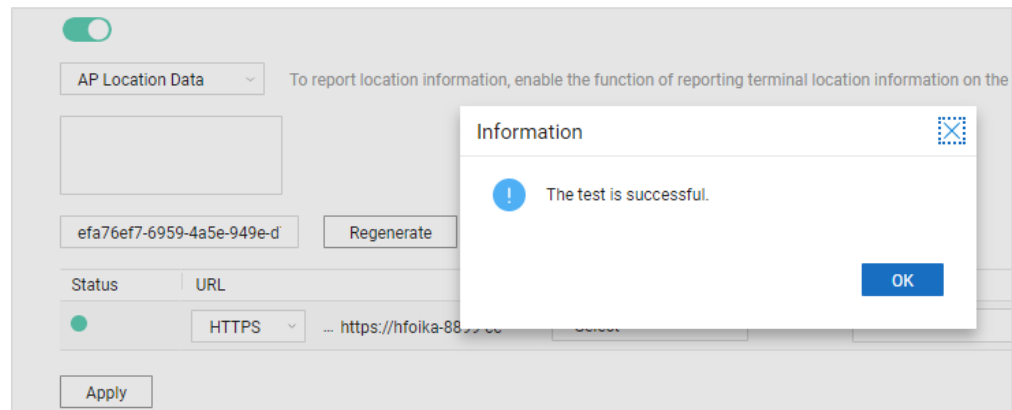 AP Location Data
To report location information, enable the function of reporting terminal location information on the
Information
The test is successful.
efa76ef7-6959-4a5e-949e-d
Regenerate
OK
Status URL
HTTPS ... https://hfoika-88
Apply